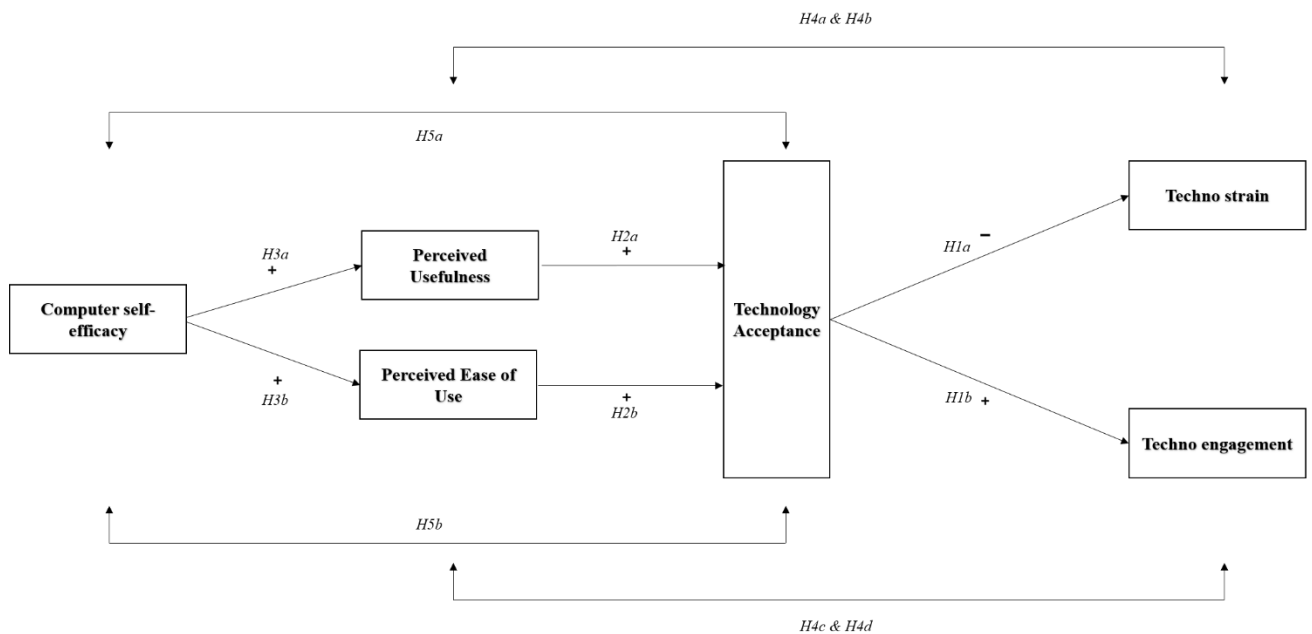 H4a & H4b
H5a
Techno strain
H3a
+
Perceived
Usefulness
H2a
+
−
H1a
Computer self-
efficacy
Technology
Acceptance
+
H3b
Perceived Ease of
Use
+
H2b
H1b +
Techno engagement
H5b
H4c & H4d